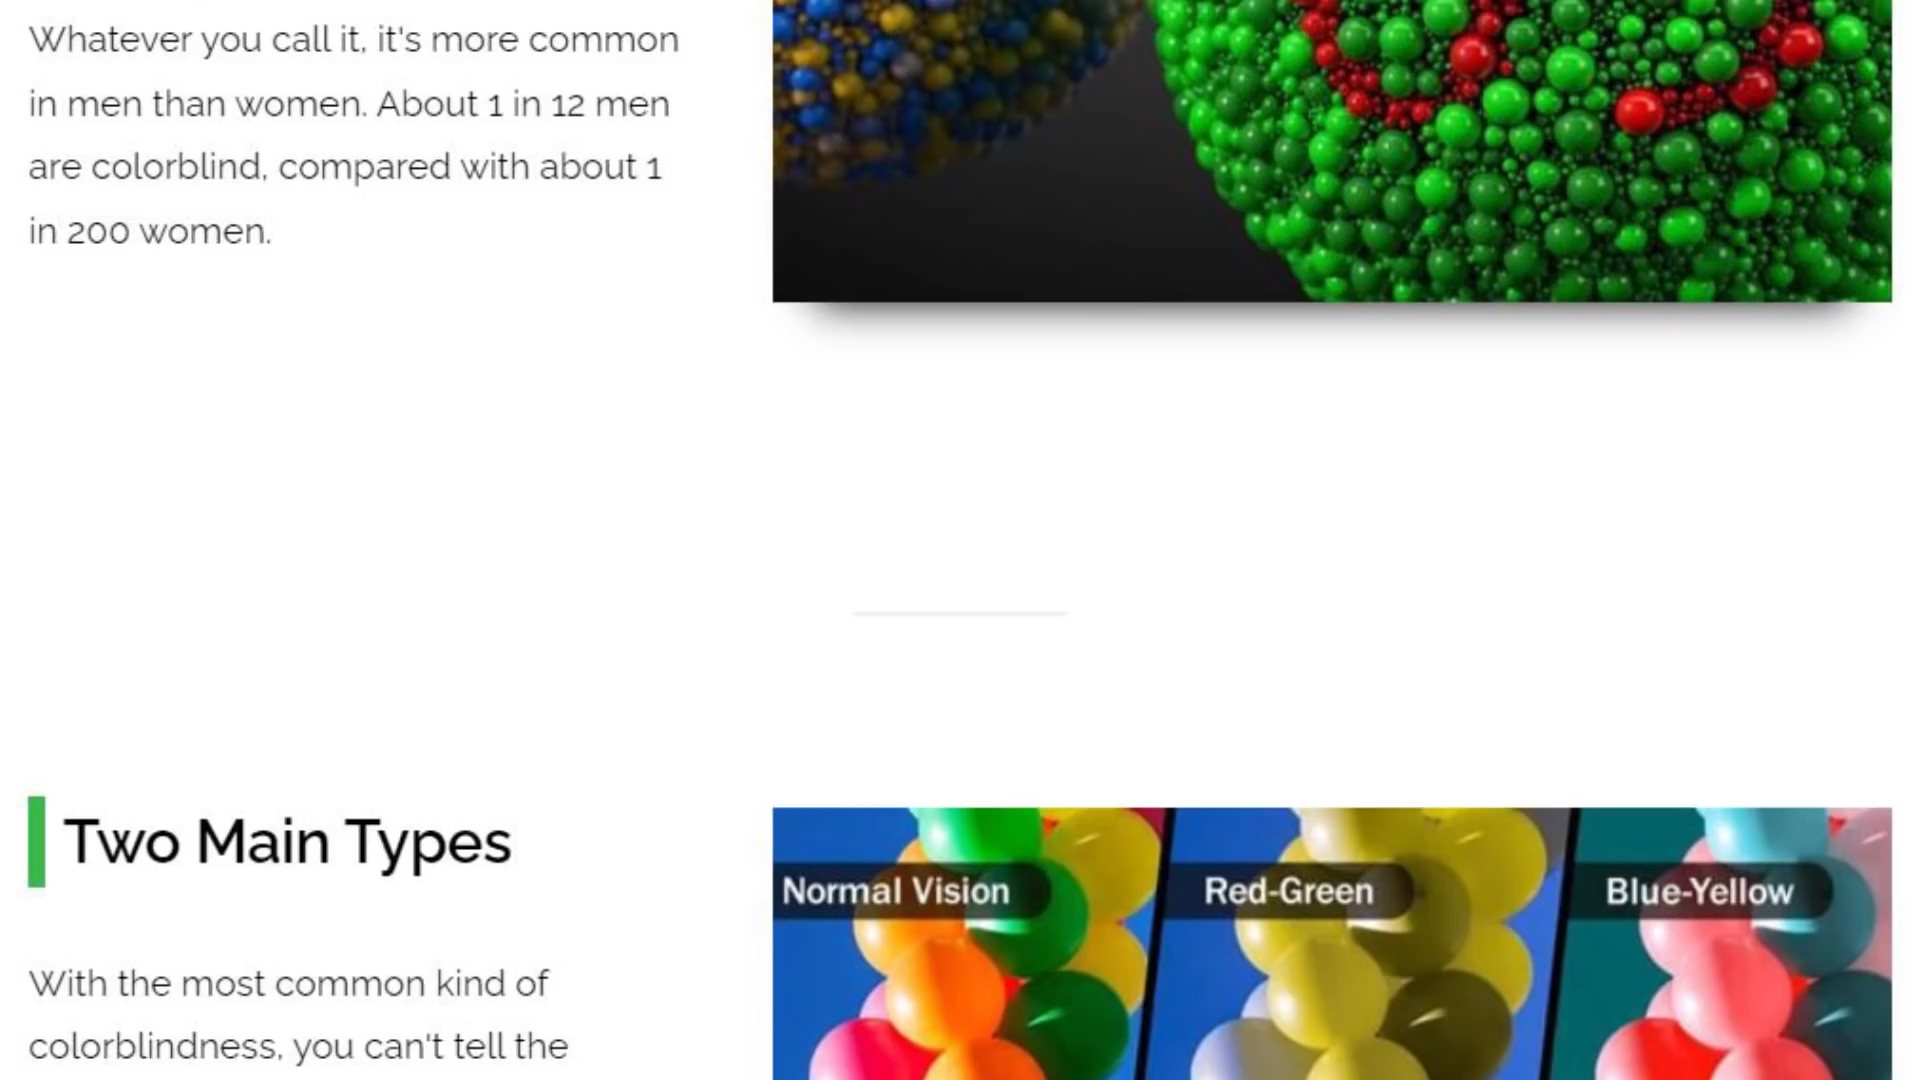 Whatever you call it, it's more common
in men than women. About 1 in 12 men
are colorblind, compared with about 1
in 200 women.
Two Main Types
Normal Vision
Red-Green
Blue-Yellow
With the most common kind of
colorblindness, you can't tell the